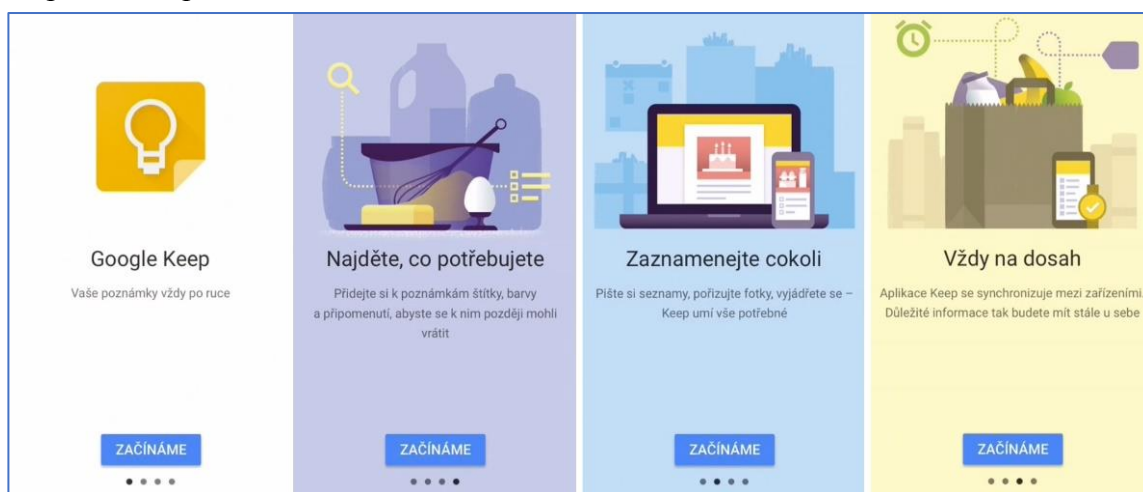 Google Keep
Vaše poznámky vždy po ruce
ZAČÍNÁME
Najděte, co potřebujete
Přidejte si k poznámkám štítky, barvy
a připomenutí, abyste se k nim později mohli
vrátit
ZAČÍNÁME
Zaznamenejte cokoli
Pište si seznamy, pořizujte fotky, vyjádřete se –
Keep umí vše potřebné
ZAČÍNÁME
Vždy na dosah
Aplikace Keep se synchronizuje mezi zařízeními.
Důležité informace tak budete mít stále u sebe
ZAČÍNÁME